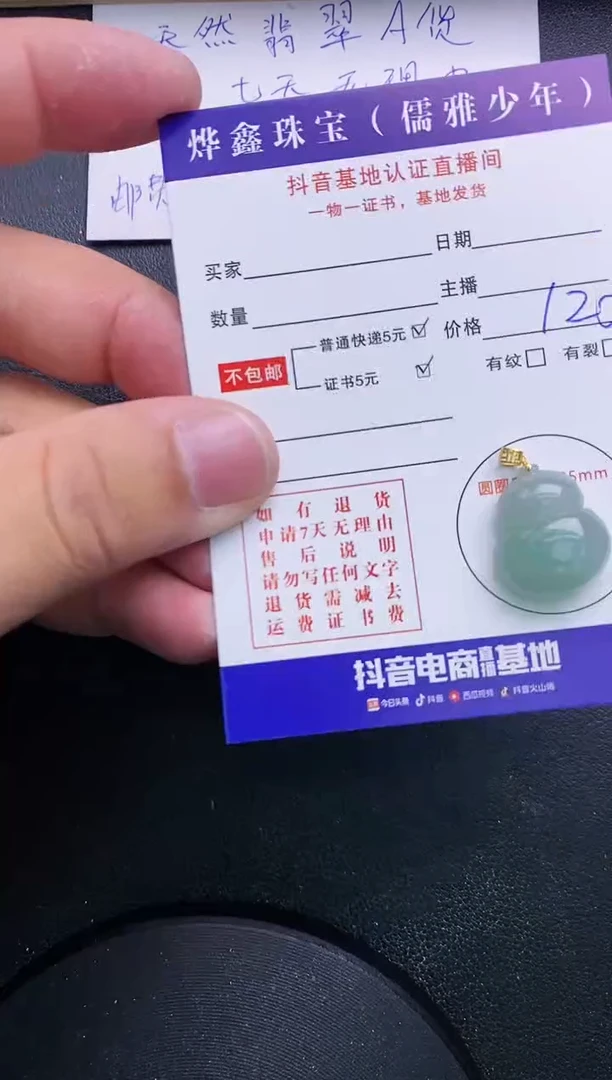 天然翡翠A货
七天无理由
邮费
烨鑫珠宝（儒雅少年）
抖音基地认证直播间
一物一证书，基地发货
买家 日期
数量 主播
不包邮 普通快递5元 ☑ 价格 120
证书5元 ☑ 有纹 □ 有裂 □
圆圈 5mm
如有退货
申请7天无理由
售后说明
请勿写任何文字
退货需减去
运费证书费
抖音电商直播基地
今日头条 抖音 西瓜视频 抖音火山版